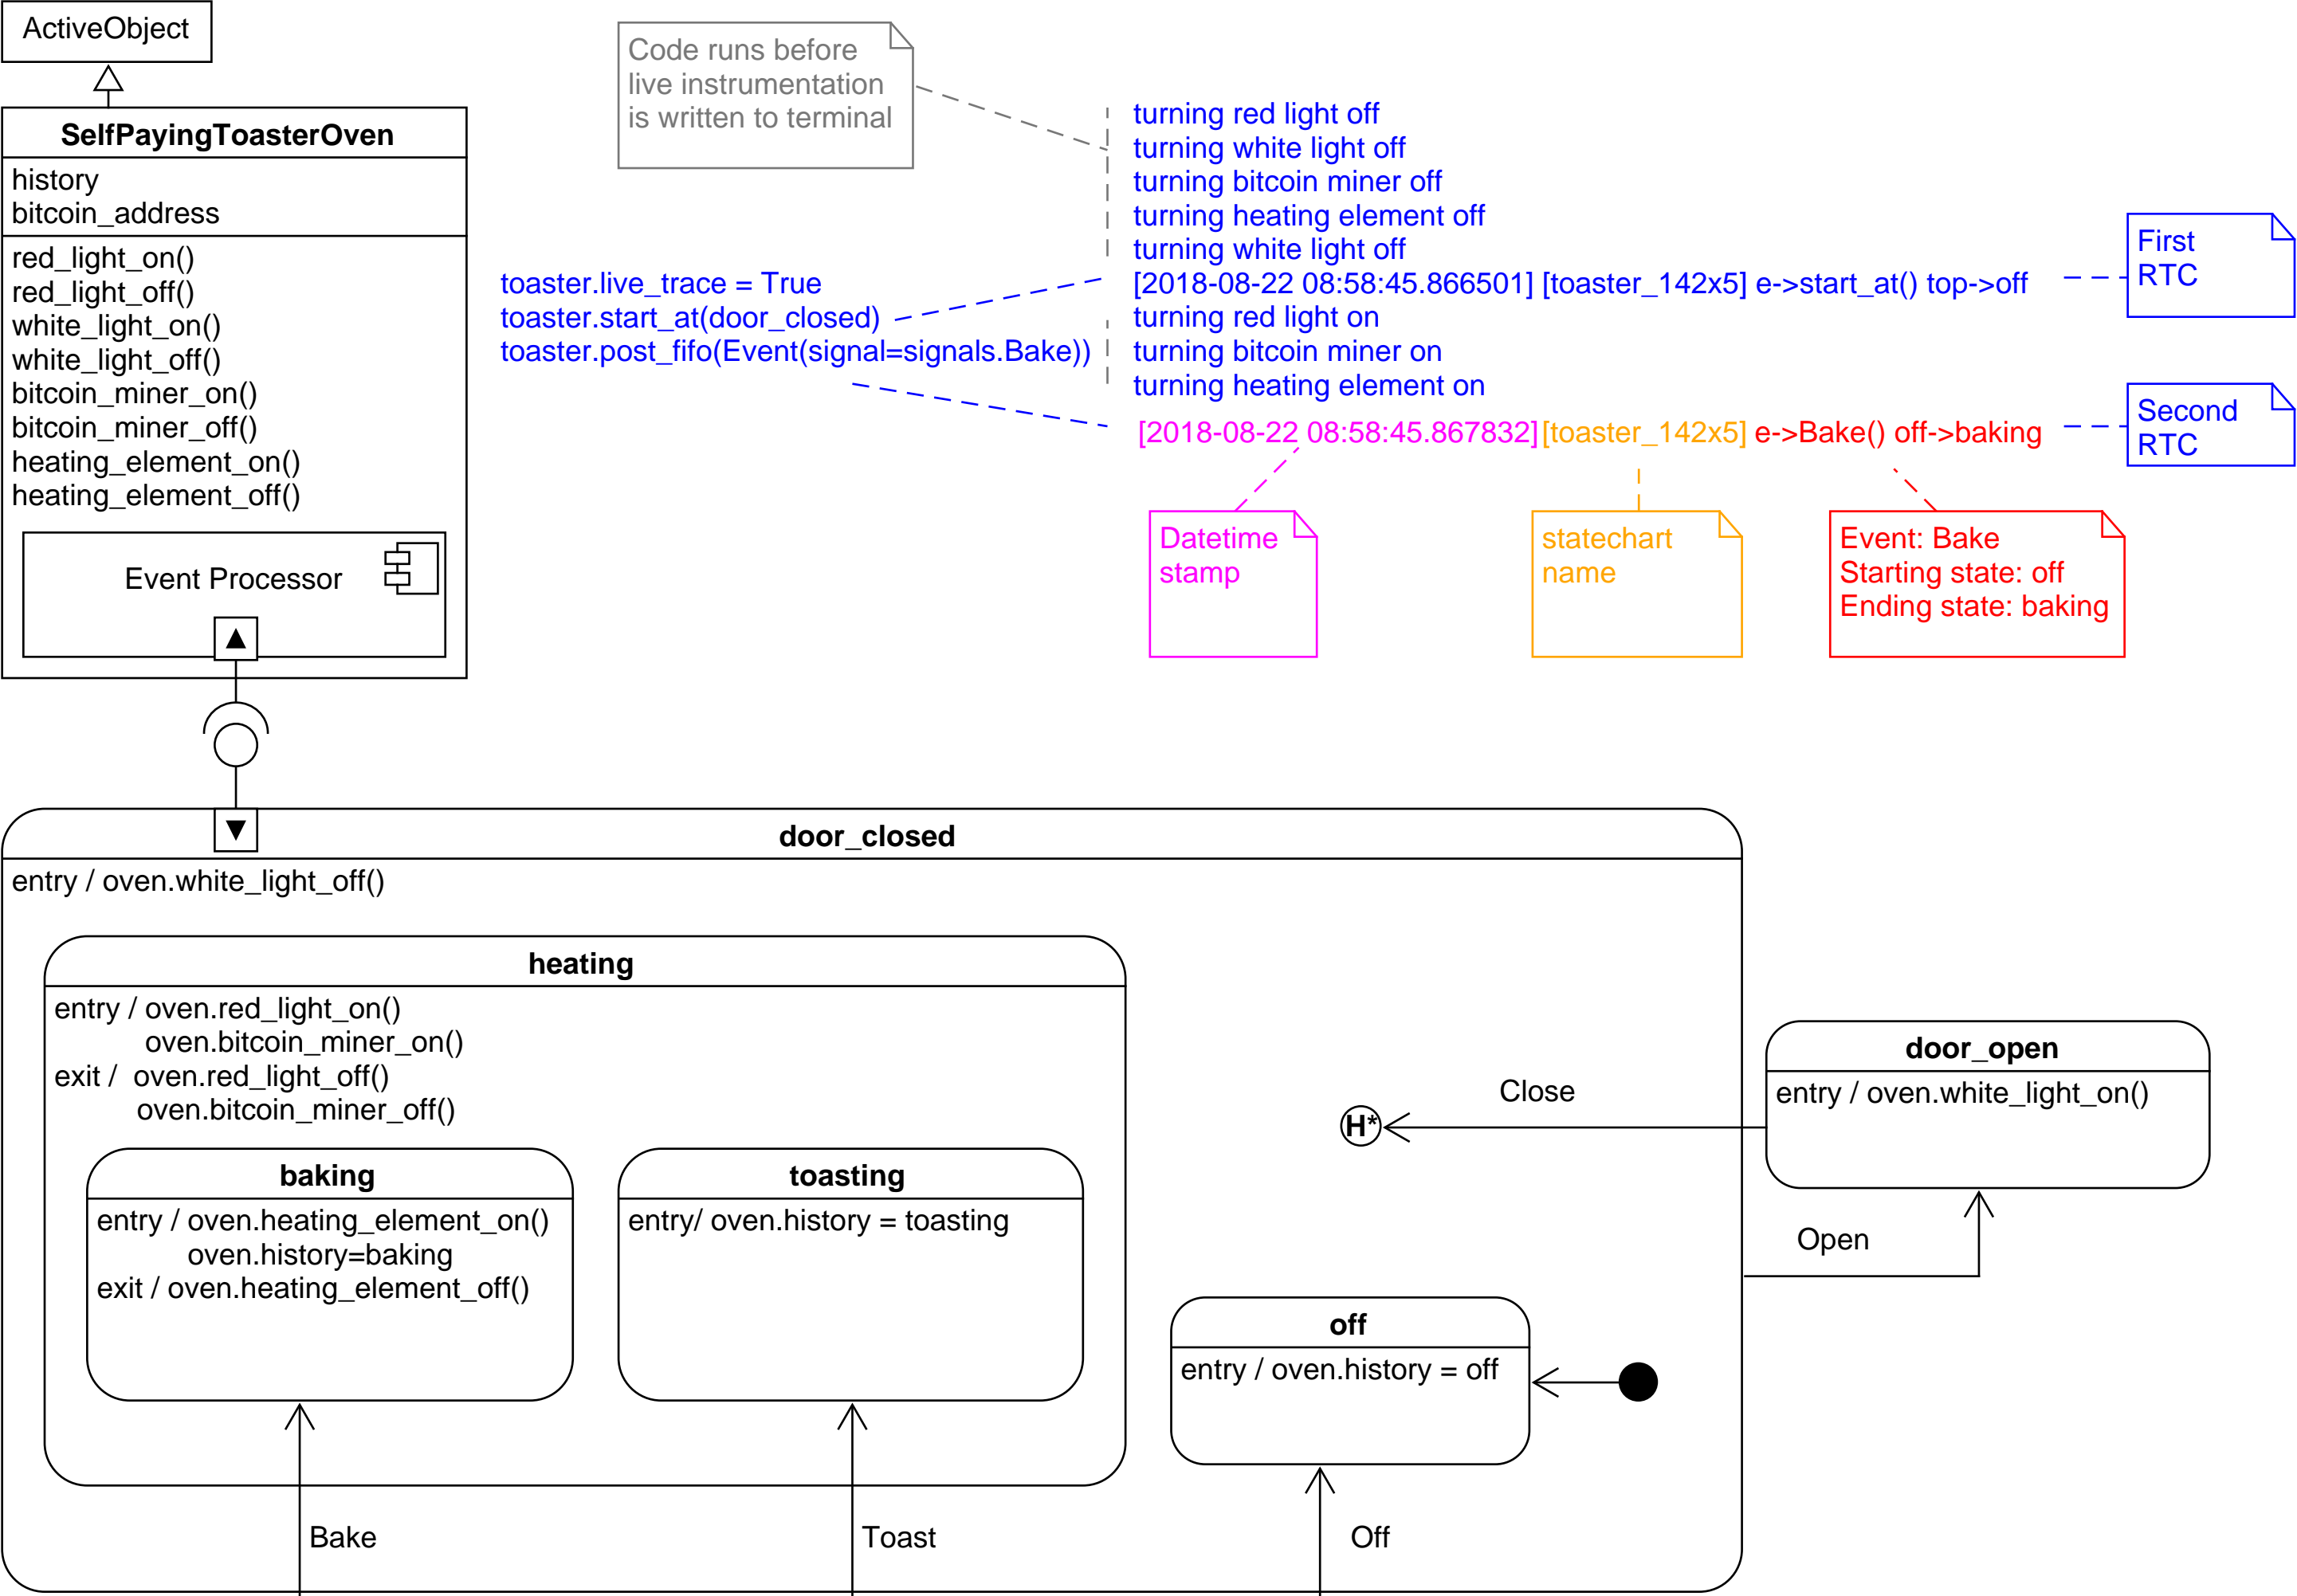 ActiveObject
SelfPayingToasterOven
history
bitcoin_address
red_light_on()
red_light_off()
white_light_on()
white_light_off()
bitcoin_miner_on()
bitcoin_miner_off()
heating_element_on()
heating_element_off()
Event Processor
Code runs before
live instrumentation
is written to terminal
toaster.live_trace = True
toaster.start_at(door_closed)
toaster.post_fifo(Event(signal=signals.Bake))
turning red light off
turning white light off
turning bitcoin miner off
turning heating element off
turning white light off
[2018-08-22 08:58:45.866501] [toaster_142x5] e->start_at() top->off
turning red light on
turning bitcoin miner on
turning heating element on
[2018-08-22 08:58:45.867832] [toaster_142x5] e->Bake() off->baking
First
RTC
Second
RTC
Datetime
stamp
statechart
name
Event: Bake
Starting state: off
Ending state: baking
door_closed
entry / oven.white_light_off()
heating
entry / oven.red_light_on()
oven.bitcoin_miner_on()
exit / oven.red_light_off()
oven.bitcoin_miner_off()
baking
entry / oven.heating_element_on()
oven.history=baking
exit / oven.heating_element_off()
toasting
entry/ oven.history = toasting
H*
Close
door_open
entry / oven.white_light_on()
Open
off
entry / oven.history = off
Bake
Toast
Off